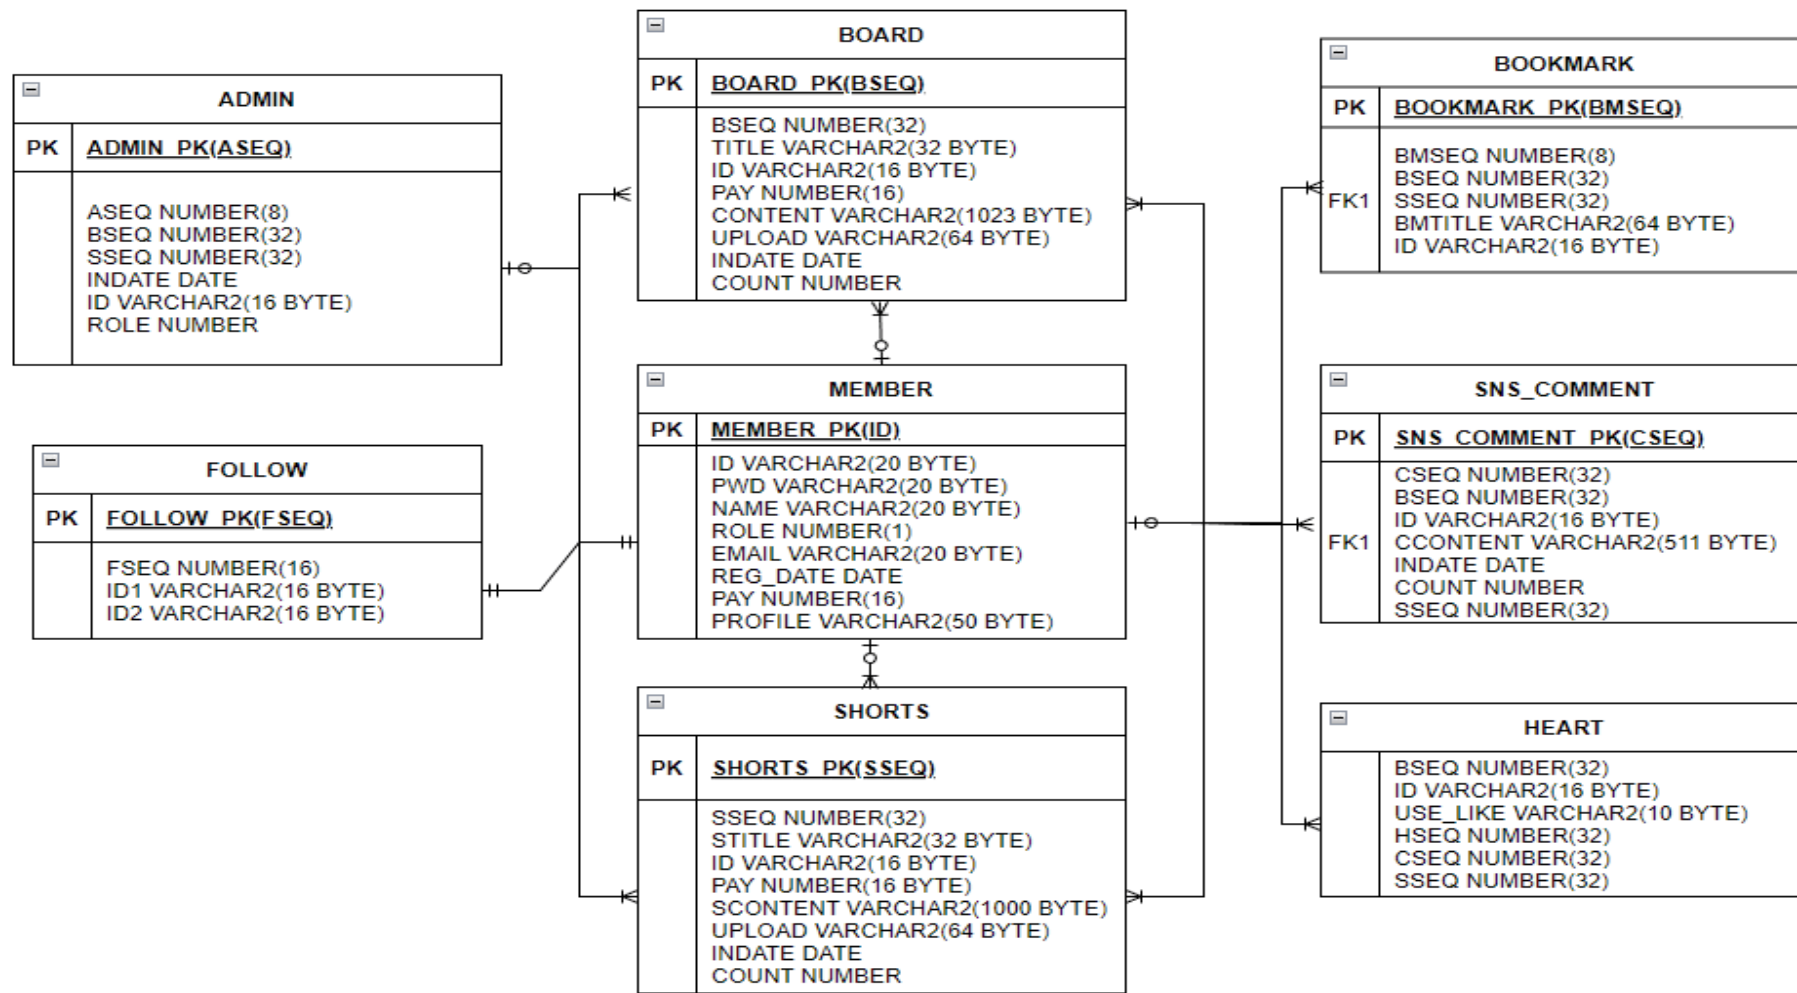 ADMIN
PK ADMIN_PK(ASEQ)
ASEQ NUMBER(8)
BSEQ NUMBER(32)
SSEQ NUMBER(32)
INDATE DATE
ID VARCHAR2(16 BYTE)
ROLE NUMBER
FOLLOW
PK FOLLOW_PK(FSEQ)
FSEQ NUMBER(16)
ID1 VARCHAR2(16 BYTE)
ID2 VARCHAR2(16 BYTE)
BOARD
PK BOARD_PK(BSEQ)
BSEQ NUMBER(32)
TITLE VARCHAR2(32 BYTE)
ID VARCHAR2(16 BYTE)
PAY NUMBER(16)
CONTENT VARCHAR2(1023 BYTE)
UPLOAD VARCHAR2(64 BYTE)
INDATE DATE
COUNT NUMBER
MEMBER
PK MEMBER_PK(ID)
ID VARCHAR2(20 BYTE)
PWD VARCHAR2(20 BYTE)
NAME VARCHAR2(20 BYTE)
ROLE NUMBER(1)
EMAIL VARCHAR2(20 BYTE)
REG_DATE DATE
PAY NUMBER(16)
PROFILE VARCHAR2(50 BYTE)
SHORTS
PK SHORTS_PK(SSEQ)
SSEQ NUMBER(32)
STITLE VARCHAR2(32 BYTE)
ID VARCHAR2(16 BYTE)
PAY NUMBER(16 BYTE)
SCONTENT VARCHAR2(1000 BYTE)
UPLOAD VARCHAR2(64 BYTE)
INDATE DATE
COUNT NUMBER
BOOKMARK
PK BOOKMARK_PK(BMSEQ)
BMSEQ NUMBER(8)
BSEQ NUMBER(32)
FK1 SSEQ NUMBER(32)
BMTITLE VARCHAR2(64 BYTE)
ID VARCHAR2(16 BYTE)
SNS_COMMENT
PK SNS_COMMENT_PK(CSEQ)
CSEQ NUMBER(32)
BSEQ NUMBER(32)
ID VARCHAR2(16 BYTE)
FK1 CCONTENT VARCHAR2(511 BYTE)
INDATE DATE
COUNT NUMBER
SSEQ NUMBER(32)
HEART
BSEQ NUMBER(32)
ID VARCHAR2(16 BYTE)
USE_LIKE VARCHAR2(10 BYTE)
HSEQ NUMBER(32)
CSEQ NUMBER(32)
SSEQ NUMBER(32)